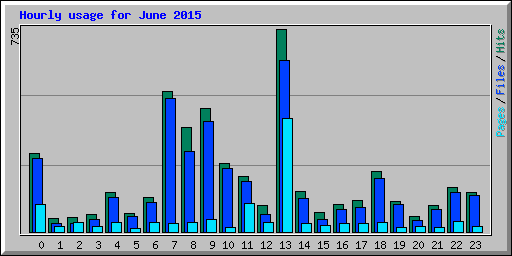 Hourly usage for June 2015
735
Pages / Files / Hits
0 1 2 3 4 5 6 7 8 9 10 11 12 13 14 15 16 17 18 19 20 21 22 23